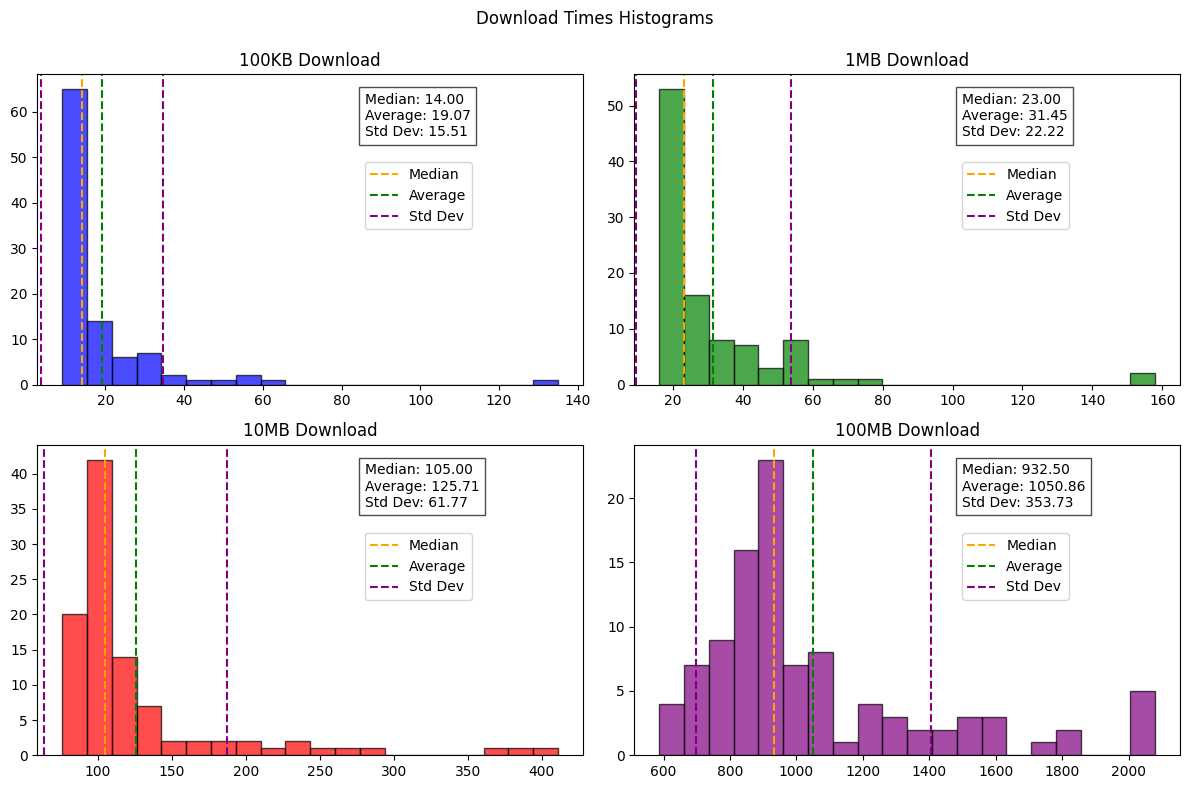 Download Times Histograms
100KB Download
60
50
40
30
20
10
0
20
40
60
80
100
120
140
Median: 14.00
Average: 19.07
Std Dev: 15.51
Median
Average
Std Dev
1MB Download
50
40
30
20
10
0
20
40
60
80
100
120
140
160
Median: 23.00
Average: 31.45
Std Dev: 22.22
Median
Average
Std Dev
10MB Download
40
35
30
25
20
15
10
5
0
100
150
200
250
300
350
400
Median: 105.00
Average: 125.71
Std Dev: 61.77
Median
Average
Std Dev
100MB Download
20
15
10
5
0
600
800
1000
1200
1400
1600
1800
2000
Median: 932.50
Average: 1050.86
Std Dev: 353.73
Median
Average
Std Dev